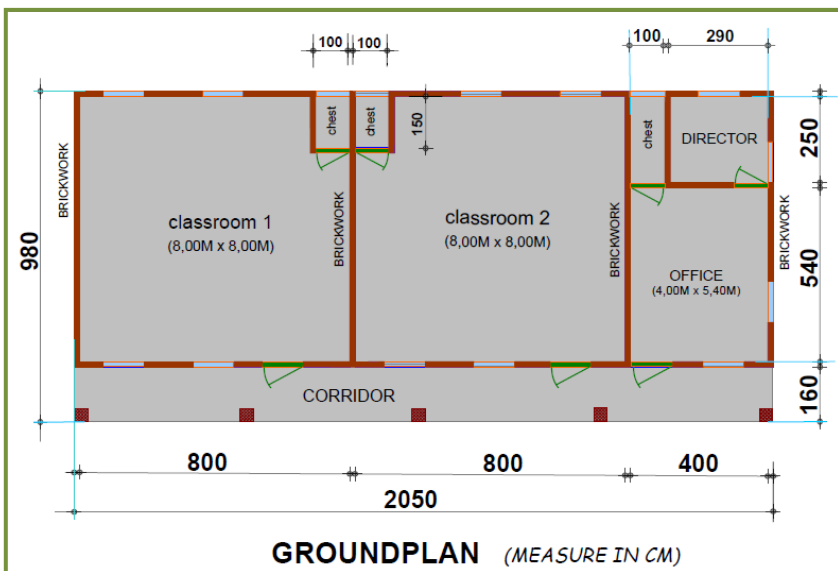 100 100
100 290
980
BRICKWORK
chest
chest
150
chest
DIRECTOR
250
classroom 1
(8,00M x 8,00M)
BRICKWORK
classroom 2
(8,00M x 8,00M)
BRICKWORK
OFFICE
(4,00M x 5,40M)
BRICKWORK
540
CORRIDOR
160
800 800 400
2050
GROUNDPLAN (MEASURE IN CM)